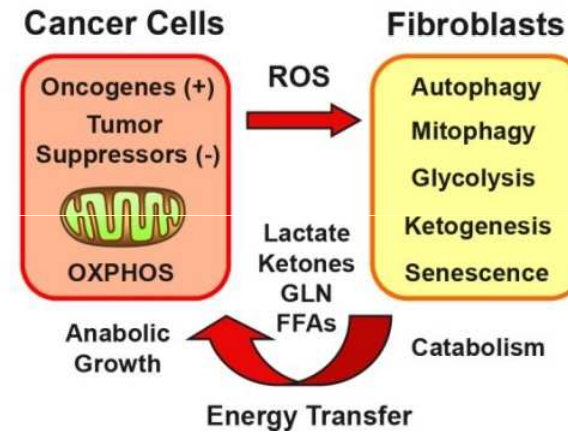 Cancer Cells
Oncogenes (+)
Tumor
Suppressors (-)
OXPHOS
ROS
Fibroblasts
Autophagy
Mitophagy
Glycolysis
Ketogenesis
Senescence
Lactate
Ketones
GLN
FFAs
Anabolic
Growth
Catabolism
Energy Transfer